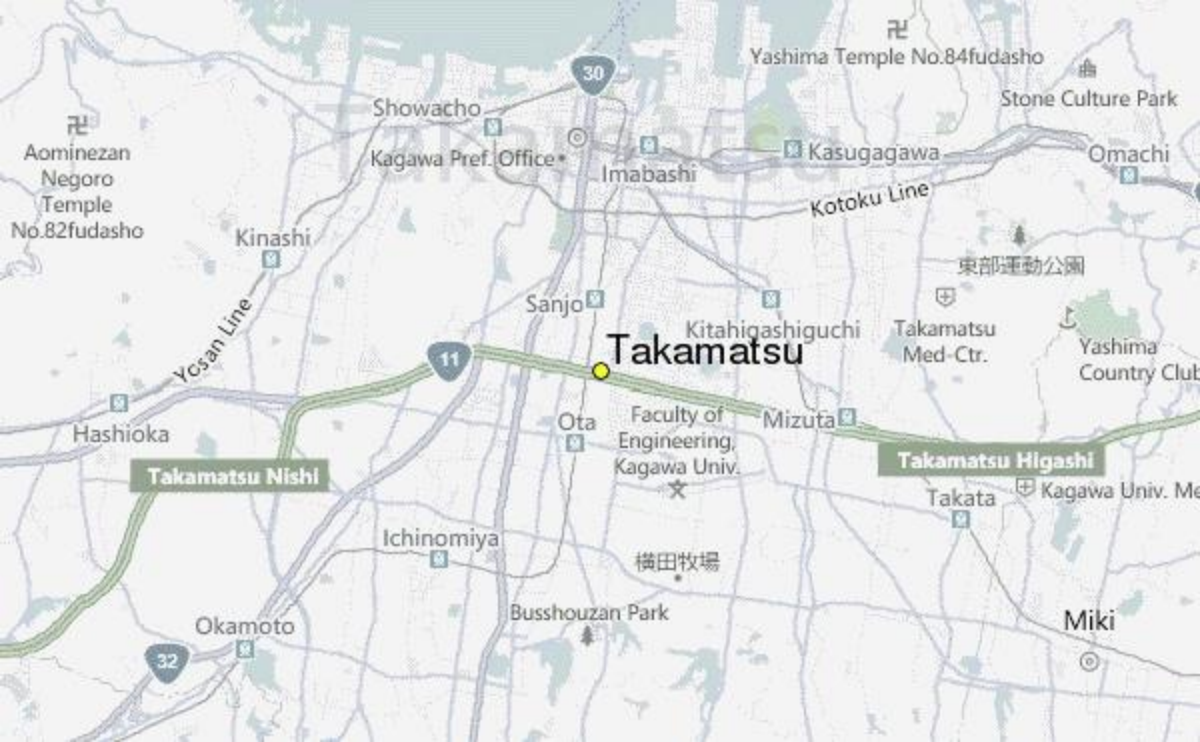 卍
Yashima Temple No.84fudasho
30
Stone Culture Park
Showacho
Takamatsu
卍
Aominezan
Negoro
Temple
No.82fudasho
Kagawa Pref. Office
Imabashi
Kasugagawa
Omachi
Kotoku Line
Kinashi
東部運動公園
Sanjo
Kitahigashiguchi
Takamatsu
Med-Ctr.
Yashima
Country Club
Yosan Line
11
Takamatsu
Hashioka
Ota
Faculty of
Engineering,
Kagawa Univ.
Mizuta
Takamatsu Nishi
Takamatsu Higashi
Takata
Kagawa Univ. Me
Ichinomiya
横田牧場
Busshouzan Park
Miki
Okamoto
32